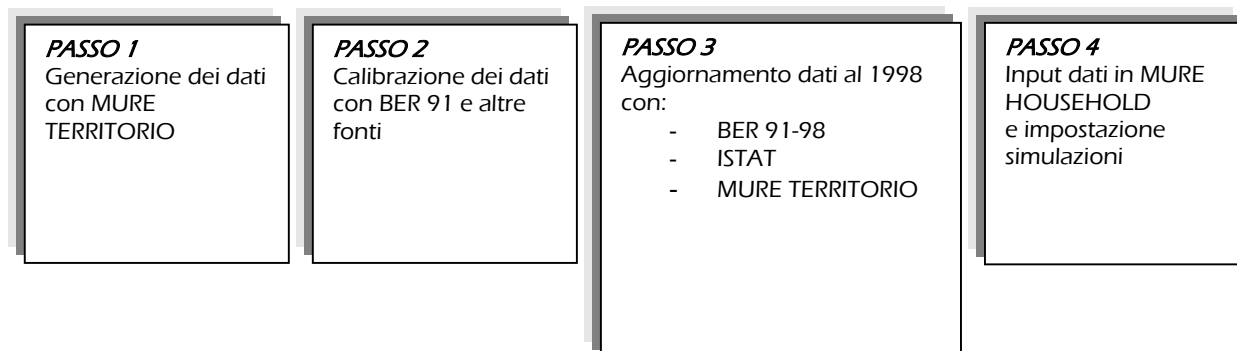 PASSO 1
Generazione dei dati
con MURE
TERRITORIO
PASSO 2
Calibrazione dei dati
con BER 91 e altre
fonti
PASSO 3
Aggiornamento dati al 1998
con:
- BER 91-98
- ISTAT
- MURE TERRITORIO
PASSO 4
Input dati in MURE
HOUSEHOLD
e impostazione
simulazioni